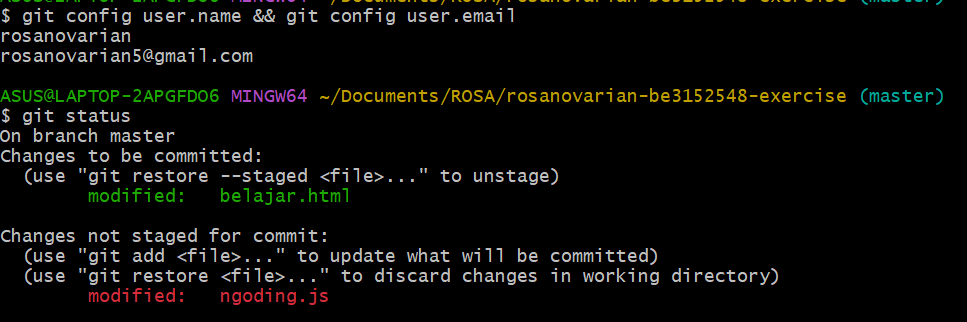 $ git config user.name && git config user.email
rosanovarian
rosanovarian5@gmail.com
ASUS@LAPTOP-2APGFDO6 MINGW64 ~/Documents/ROSA/rosanovarian-be3152548-exercise (master)
$ git status
On branch master
Changes to be committed:
(use "git restore --staged <file>..." to unstage)
modified: belajar.html
Changes not staged for commit:
(use "git add <file>..." to update what will be committed)
(use "git restore <file>..." to discard changes in working directory)
modified: ngoding.js